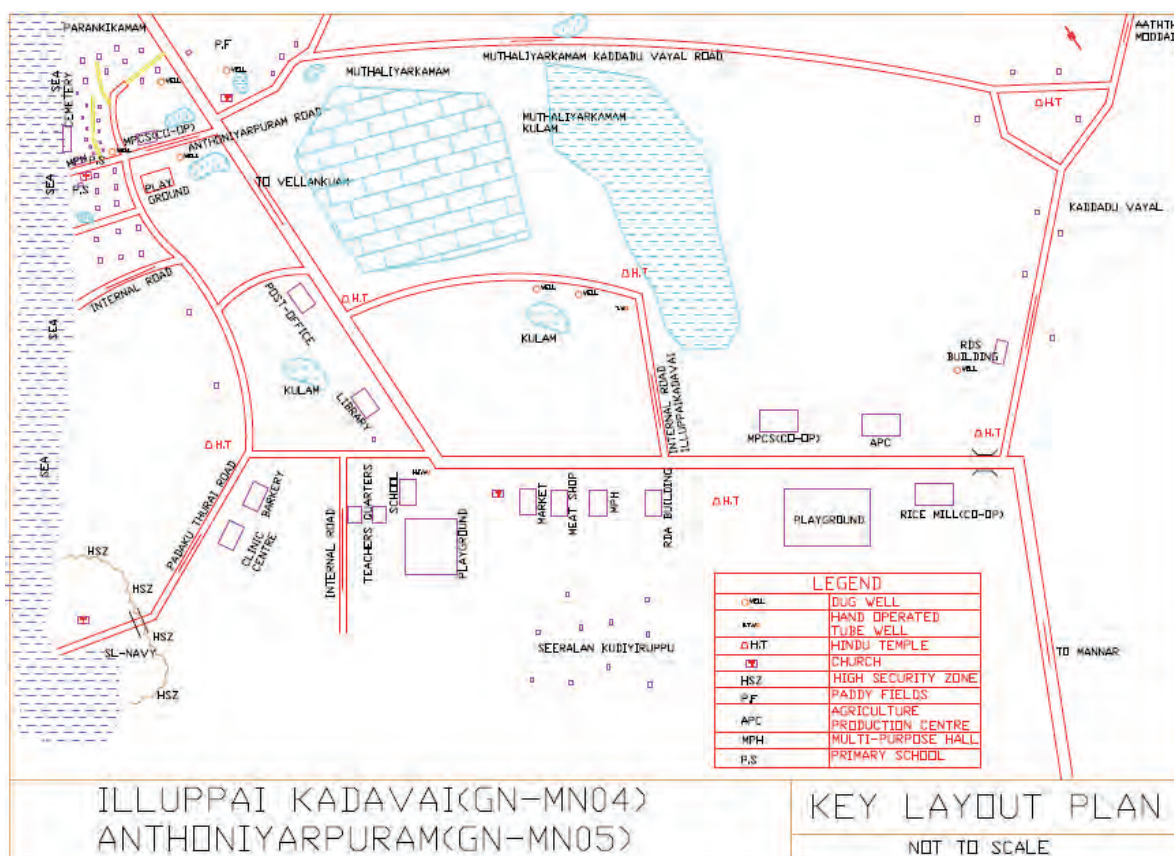 PARANKIKAMAM
P.F
WELL
WELL
MUTHALIYARKAMAM KADDADU VAYAL ROAD
MUTHALIYARKAMAM
MUTHALIYARKAMAM
KULAM
AATHTH
MODDAI
H.T
SEA
CEMETERY
MPCS(CO-OP)
ANTHONIYARPURAM ROAD
WELL
WELL
MPH
P.S
P.S
SEA
PLAY
GROUND
TO VELLANKUAM
KADDADU VAYAL
INTERNAL ROAD
SEA
POST-OFFICE
H.T
WELL
WELL
H.T
KULAM
KULAM
LIBRARY
INTERNAL ROAD
ILLUPPAIKADAVAI
RDS
BUILDING
WELL
MPCS(CO-OP)
APC
H.T
SEA
H.T
PADAKU THURAI ROAD
BARKERY
CLINIC
CENTRE
INTERNAL ROAD
TEACHERS QUARTERS
SCHOOL
PLAYGROUND
MARKET
MEAT SHOP
MPH
RDA BUILDING
H.T
PLAYGROUND
RICE MILL(CO-OP)
HSZ
HSZ
HSZ
SL-NAVY
HSZ
SEERALAN KUDIYIRUPPU
TO MANNAR
LEGEND
WELL DUG WELL
HAND OPERATED
TUBE WELL
H.T HINDU TEMPLE
CHURCH
HSZ HIGH SECURITY ZONE
P.F PADDY FIELDS
APC AGRICULTURE
PRODUCTION CENTRE
MPH MULTI-PURPOSE HALL
P.S PRIMARY SCHOOL
ILLUPPAI KADAVAI(GN-MN04)
ANTHONIYARPURAM(GN-MN05)
KEY LAYOUT PLAN
NOT TO SCALE